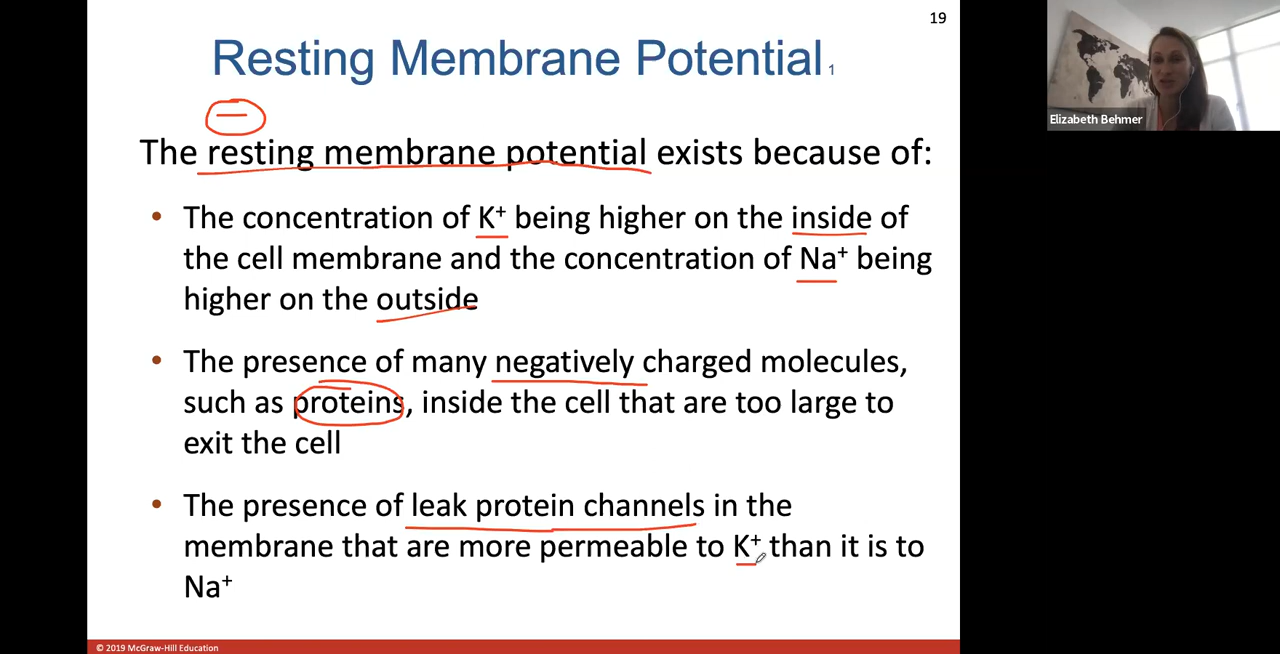 19
Resting Membrane Potential 1
The resting membrane potential exists because of:
• The concentration of K⁺ being higher on the inside of
the cell membrane and the concentration of Na⁺ being
higher on the outside
• The presence of many negatively charged molecules,
such as proteins, inside the cell that are too large to
exit the cell
• The presence of leak protein channels in the
membrane that are more permeable to K⁺ than it is to
Na⁺
© 2019 McGraw-Hill Education
Elizabeth Behmer